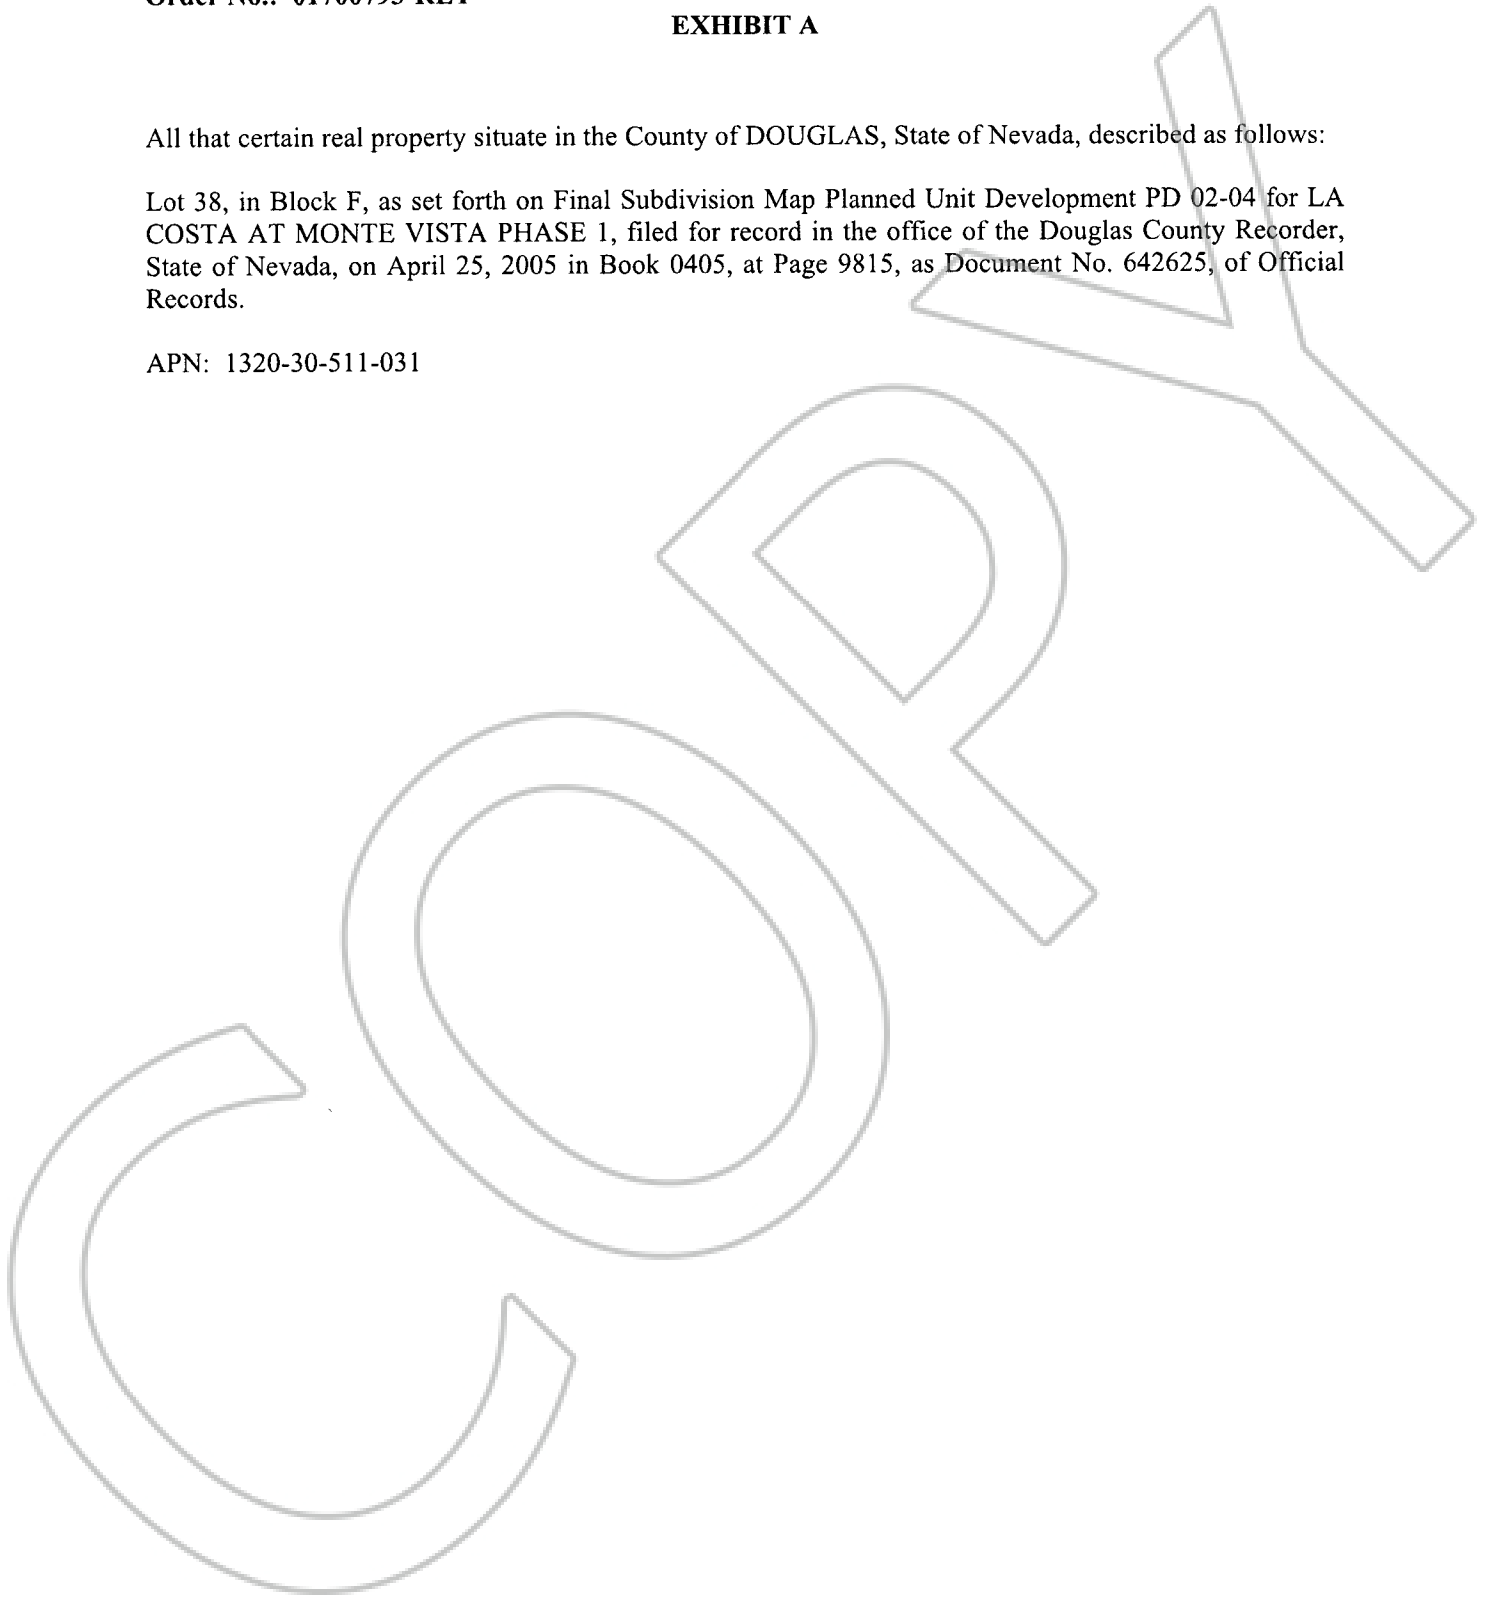 Order No.:
EXHIBIT A
All that certain real property situate in the County of DOUGLAS, State of Nevada, described as follows:
Lot 38, in Block F, as set forth on Final Subdivision Map Planned Unit Development PD 02-04 for LA
COSTA AT MONTE VISTA PHASE 1, filed for record in the office of the Douglas County Recorder,
State of Nevada, on April 25, 2005 in Book 0405, at Page 9815, as Document No. 642625, of Official
Records.
APN: 1320-30-511-031
COPY